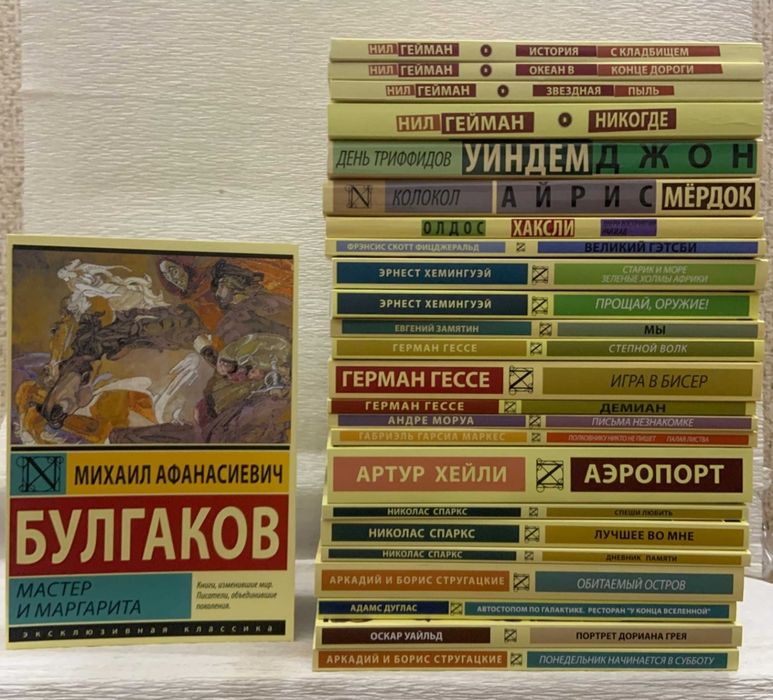 МИХАИЛ АФАНАСИЕВИЧ
БУЛГАКОВ
МАСТЕР
И МАРГАРИТА
Книги, изменившие мир.
Писатели, объединившие
поколения.
эксклюзивная классика
НИЛ ГЕЙМАН ИСТОРИЯ С КЛАДБИЩЕМ
НИЛ ГЕЙМАН ОКЕАН В КОНЦЕ ДОРОГИ
НИЛ ГЕЙМАН ЗВЕЗДНАЯ ПЫЛЬ
НИЛ ГЕЙМАН НИКОГДЕ
ДЕНЬ ТРИФФИДОВ УИНДЕМ ДЖОН
КОЛОКОЛ АЙРИС МЁРДОК
ОЛДОС ХАКСЛИ
ФРЭНСИС СКОТТ ФИЦДЖЕРАЛЬД ВЕЛИКИЙ ГЭТСБИ
ЭРНЕСТ ХЕМИНГУЭЙ СТАРИК И МОРЕ
ЗЕЛЕНЫЕ ХОЛМЫ АФРИКИ
ЭРНЕСТ ХЕМИНГУЭЙ ПРОЩАЙ, ОРУЖИЕ!
ЕВГЕНИЙ ЗАМЯТИН МЫ
ГЕРМАН ГЕССЕ СТЕПНОЙ ВОЛК
ГЕРМАН ГЕССЕ ИГРА В БИСЕР
ГЕРМАН ГЕССЕ ДЕМИАН
АНДРЕ МОРУА ПИСЬМА НЕЗНАКОМКЕ
ГАБРИЭЛЬ ГАРСИА МАРКЕС ПОЛКОВНИКУ НИКТО НЕ ПИШЕТ ПАЛАЯ ЛИСТВА
АРТУР ХЕЙЛИ АЭРОПОРТ
НИКОЛАС СПАРКС СПЕШИ ЛЮБИТЬ
НИКОЛАС СПАРКС ЛУЧШЕЕ ВО МНЕ
НИКОЛАС СПАРКС ДНЕВНИК ПАМЯТИ
АРКАДИЙ И БОРИС СТРУГАЦКИЕ ОБИТАЕМЫЙ ОСТРОВ
АДАМС ДУГЛАС АВТОСТОПОМ ПО ГАЛАКТИКЕ. РЕСТОРАН "У КОНЦА ВСЕЛЕННОЙ"
ОСКАР УАЙЛЬД ПОРТРЕТ ДОРИАНА ГРЕЯ
АРКАДИЙ И БОРИС СТРУГАЦКИЕ ПОНЕДЕЛЬНИК НАЧИНАЕТСЯ В СУББОТУ